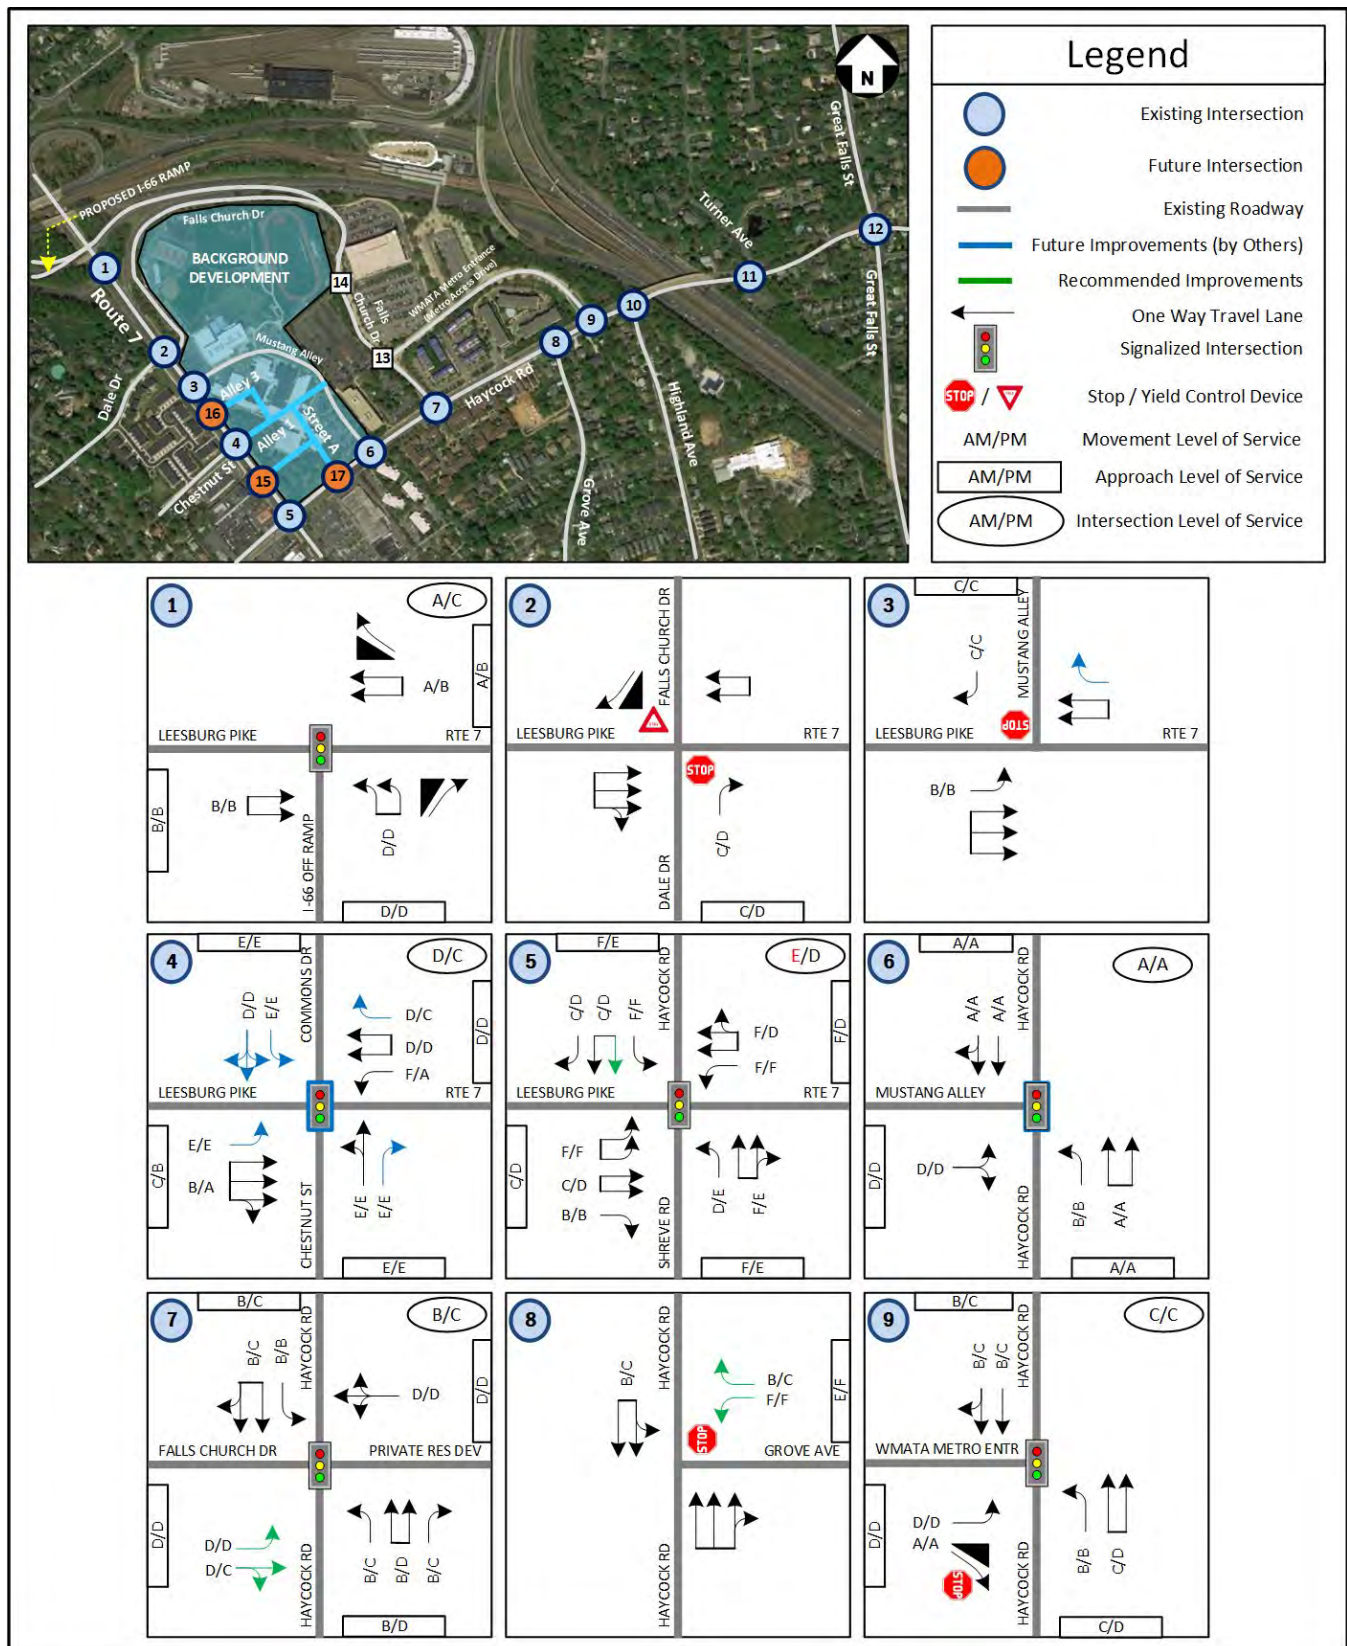 N
PROPOSED I-66 RAMP
Falls Church Dr
BACKGROUND
DEVELOPMENT
Route 7
Dale Dr
Mustang Alley
Alley 3
Alley 1
Street A
Chestnut St
Falls
Church Dr
WMATA Metro Entrance
(Metro Access Drive)
Haycock Rd
Grove Ave
Highland Ave
Turner Ave
Great Falls St
Great Falls St
1
2
3
16
4
15
5
17
6
7
13
14
8
9
10
11
12
Legend
Existing Intersection
Future Intersection
Existing Roadway
Future Improvements (by Others)
Recommended Improvements
One Way Travel Lane
Signalized Intersection
STOP / Stop / Yield Control Device
AM/PM Movement Level of Service
AM/PM Approach Level of Service
AM/PM Intersection Level of Service
1
A/C
A/B
A/B
LEESBURG PIKE
RTE 7
B/B
B/B
I-66 OFF RAMP
D/D
D/D
2
FALLS CHURCH DR
LEESBURG PIKE
RTE 7
STOP
DALE DR
C/D
C/D
3
C/C
C/C
MUSTANG ALLEY
STOP
LEESBURG PIKE
RTE 7
B/B
4
E/E
D/C
D/D
E/E
COMMONS DR
D/C
D/D
F/A
D/D
LEESBURG PIKE
RTE 7
C/B
E/E
B/A
CHESTNUT ST
E/E
E/E
E/E
5
F/E
E/D
C/D
C/D
F/F
HAYCOCK RD
F/D
F/F
F/D
LEESBURG PIKE
RTE 7
C/D
F/F
C/D
B/B
SHREVE RD
D/E
F/E
F/E
6
A/A
A/A
A/A
A/A
HAYCOCK RD
MUSTANG ALLEY
D/D
D/D
HAYCOCK RD
B/B
A/A
A/A
7
B/C
B/C
B/C
B/B
HAYCOCK RD
D/D
D/D
FALLS CHURCH DR
PRIVATE RES DEV
D/D
D/D
D/C
HAYCOCK RD
B/C
B/D
B/C
B/D
8
B/C
HAYCOCK RD
B/C
F/F
E/F
STOP
GROVE AVE
HAYCOCK RD
9
B/C
C/C
B/C
B/C
HAYCOCK RD
WMATA METRO ENTR
D/D
D/D
A/A
STOP
HAYCOCK RD
B/B
C/D
C/D